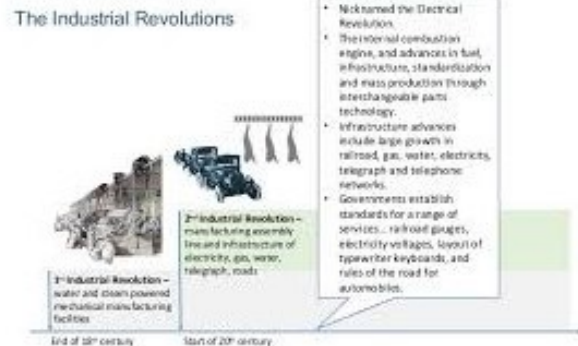 The Industrial Revolutions
• Nicknamed the Electrical
Revolution.
• The internal combustion
engine, and advances in fuel,
infrastructure, standardization
and mass production through
interchangeable parts
technology.
• Infrastructure advances
include large growth in
railroad, gas, water, electricity,
telegraph and telephone
networks.
• Governments establish
standards for a range of
services... railroad gauges,
electricity voltages, layout of
typewriter keyboards, and
rules of the road for
automobiles.
2nd Industrial Revolution –
manufacturing assembly
line and infrastructure of
electricity, gas, water,
telegraph, roads
1st Industrial Revolution –
water and steam powered
mechanical manufacturing
facilities
End of 18th century
Start of 20th century